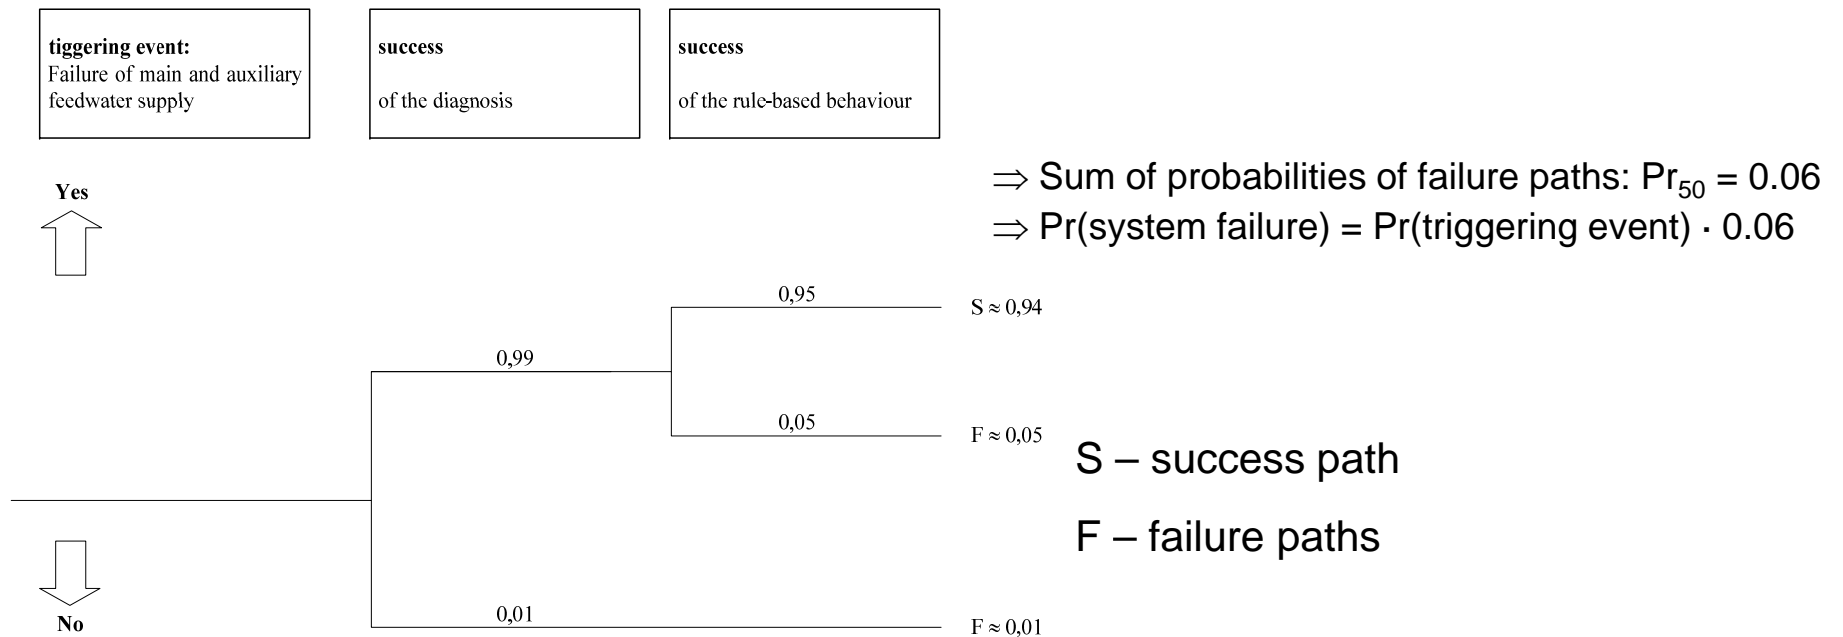 tiggering event:
Failure of main and auxiliary
feedwater supply
success
of the diagnosis
success
of the rule-based behaviour
⇒ Sum of probabilities of failure paths: Pr50 = 0.06
⇒ Pr(system failure) = Pr(triggering event) · 0.06
Yes
0,95
S ≈ 0,94
0,99
0,05
F ≈ 0,05
S – success path
F – failure paths
No
0,01
F ≈ 0,01